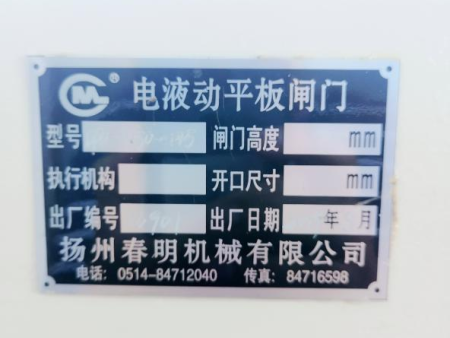 ® 电液动平板闸门
型号 闸门高度 mm
执行机构 开口尺寸 mm
出厂编号 出厂日期 年 月
扬州春明机械有限公司
电话: 0514-84712040 传真: 84716598